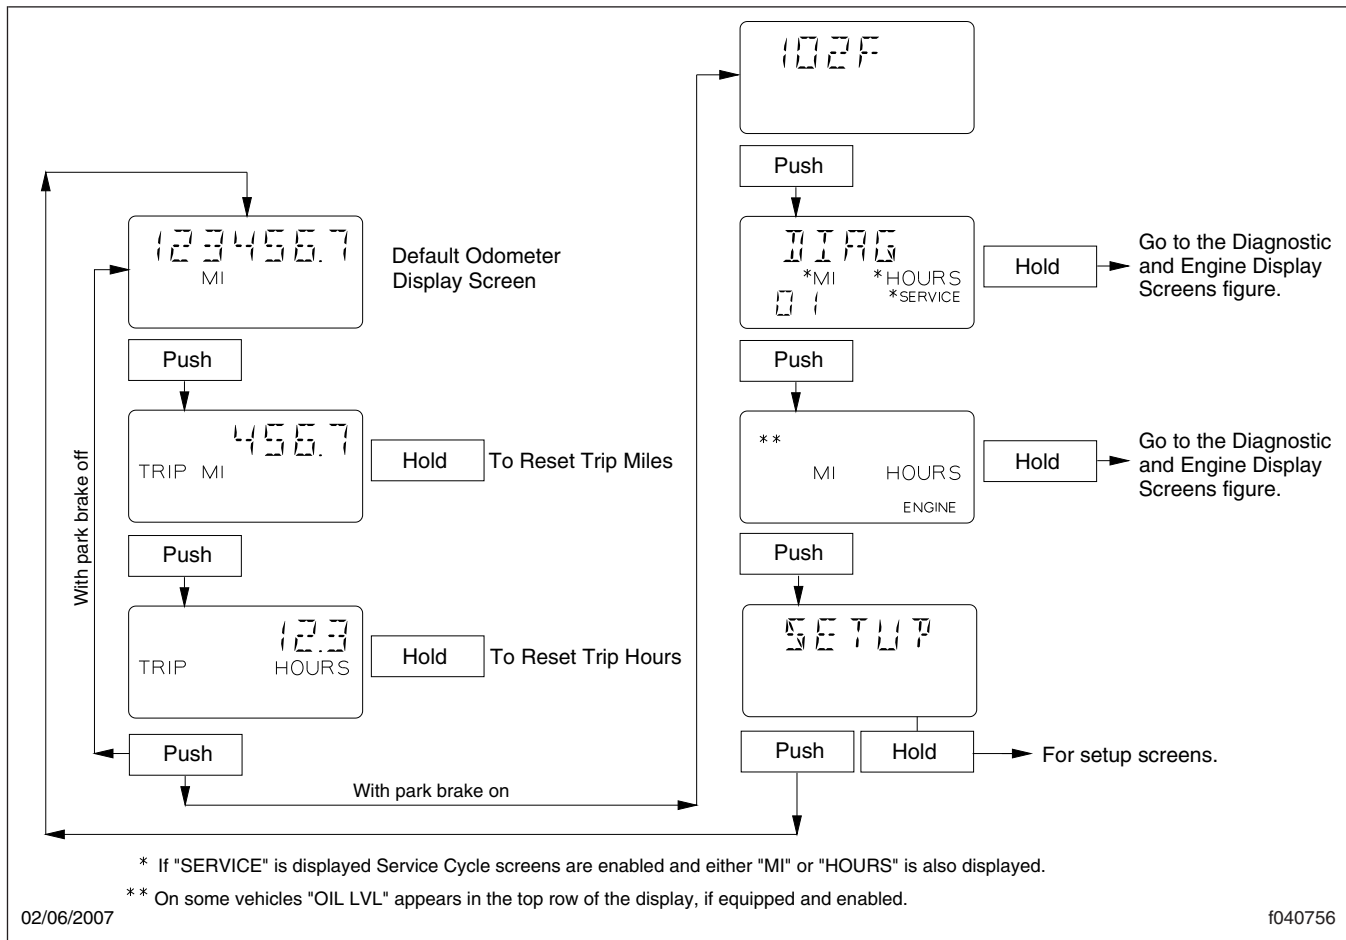 123456.7
MI
Default Odometer
Display Screen
Push
456.7
TRIP MI
Hold
To Reset Trip Miles
Push
12.3
TRIP HOURS
Hold
To Reset Trip Hours
Push
With park brake off
With park brake on
102F
Push
DIAG
*MI *HOURS
*SERVICE
01
Hold
Go to the Diagnostic
and Engine Display
Screens figure.
Push
**
MI HOURS
ENGINE
Hold
Go to the Diagnostic
and Engine Display
Screens figure.
Push
SETUP
Push
Hold
For setup screens.
* If "SERVICE" is displayed Service Cycle screens are enabled and either "MI" or "HOURS" is also displayed.
** On some vehicles "OIL LVL" appears in the top row of the display, if equipped and enabled.
02/06/2007
f040756